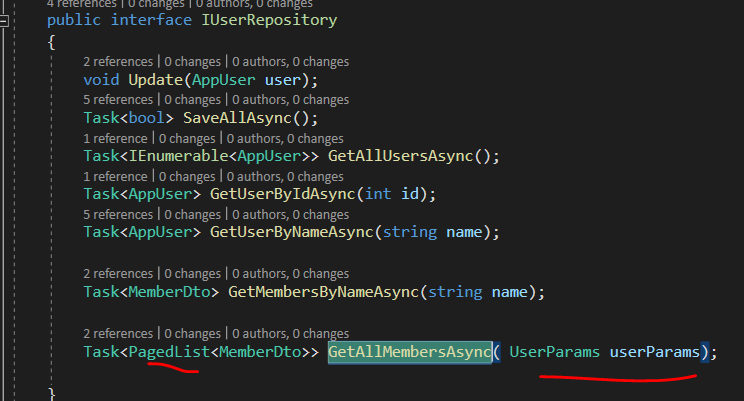 4 references | 0 changes | 0 authors, 0 changes
public interface IUserRepository
{
2 references | 0 changes | 0 authors, 0 changes
void Update(AppUser user);
5 references | 0 changes | 0 authors, 0 changes
Task<bool> SaveAllAsync();
1 reference | 0 changes | 0 authors, 0 changes
Task<IEnumerable<AppUser>> GetAllUsersAsync();
1 reference | 0 changes | 0 authors, 0 changes
Task<AppUser> GetUserByIdAsync(int id);
5 references | 0 changes | 0 authors, 0 changes
Task<AppUser> GetUserByNameAsync(string name);
2 references | 0 changes | 0 authors, 0 changes
Task<MemberDto> GetMembersByNameAsync(string name);
2 references | 0 changes | 0 authors, 0 changes
Task<PagedList<MemberDto>> GetAllMembersAsync( UserParams userParams);
}